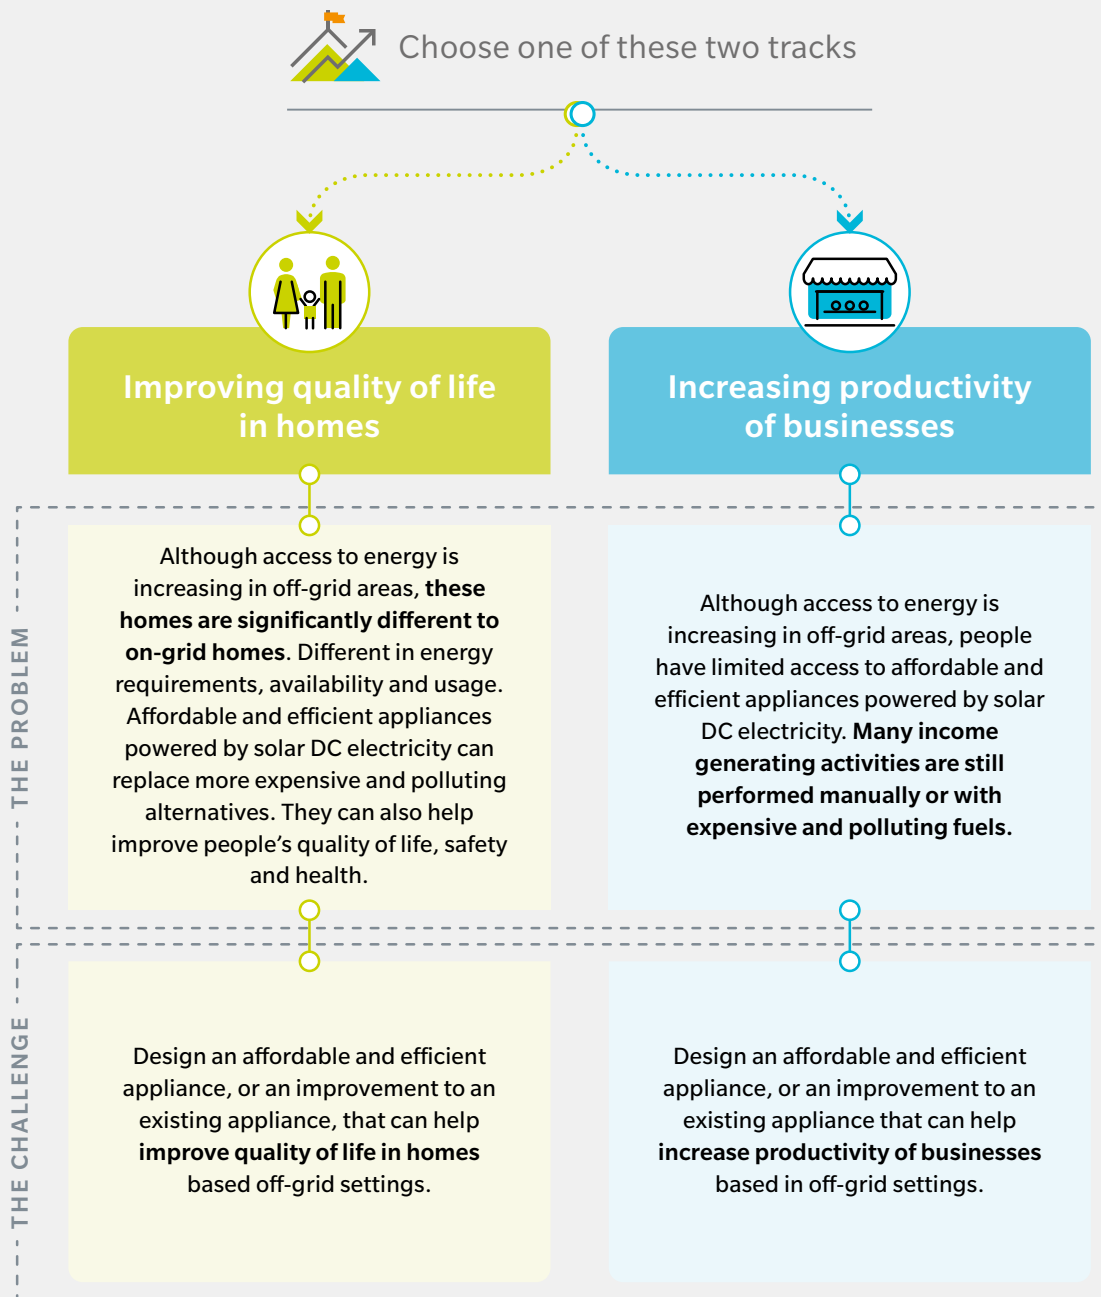 Choose one of these two tracks
Improving quality of life
in homes
Increasing productivity
of businesses
THE PROBLEM
Although access to energy is
increasing in off-grid areas, these
homes are significantly different to
on-grid homes. Different in energy
requirements, availability and usage.
Affordable and efficient appliances
powered by solar DC electricity can
replace more expensive and polluting
alternatives. They can also help
improve people’s quality of life, safety
and health.
Although access to energy is
increasing in off-grid areas, people
have limited access to affordable and
efficient appliances powered by solar
DC electricity. Many income
generating activities are still
performed manually or with
expensive and polluting fuels.
THE CHALLENGE
Design an affordable and efficient
appliance, or an improvement to an
existing appliance, that can help
improve quality of life in homes
based off-grid settings.
Design an affordable and efficient
appliance, or an improvement to an
existing appliance that can help
increase productivity of businesses
based in off-grid settings.